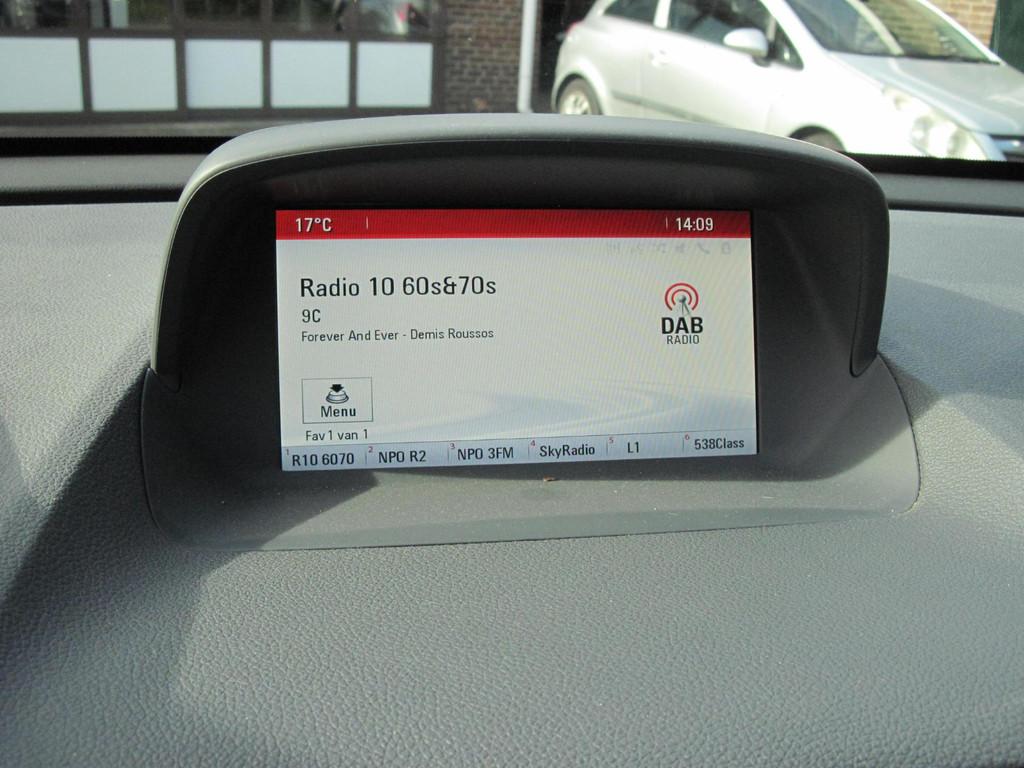 17°C 14:09
Radio 10 60s&70s
9C
Forever And Ever - Demis Roussos
DAB
RADIO
Menu
Fav 1 van 1
1 R10 6070 2 NPO R2 3 NPO 3FM 4 SkyRadio 5 L1 6 538Class